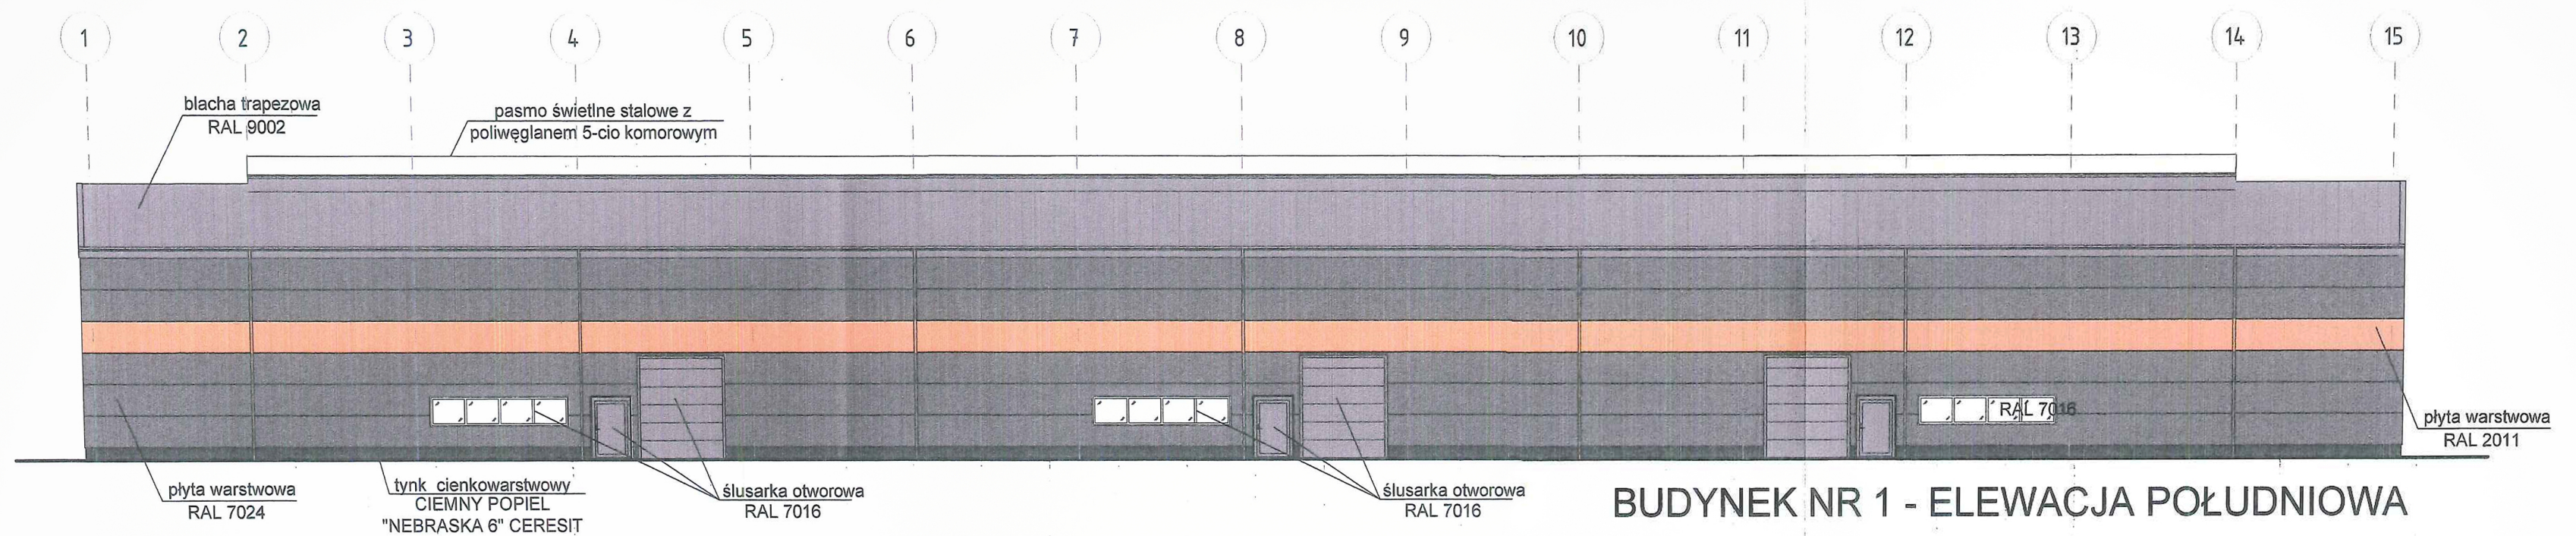 1 2 3 4 5 6 7 8 9 10 11 12 13 14 15
blacha trapezowa
RAL 9002
pasmo świetlne stalowe z
poliwęglanem 5-cio komorowym
RAL 7016
płyta warstwowa
RAL 2011
płyta warstwowa
RAL 7024
tynk cienkowarstwowy
CIEMNY POPIEL
"NEBRASKA 6" CERESIT
ślusarka otworowa
RAL 7016
ślusarka otworowa
RAL 7016
BUDYNEK NR 1 - ELEWACJA POŁUDNIOWA